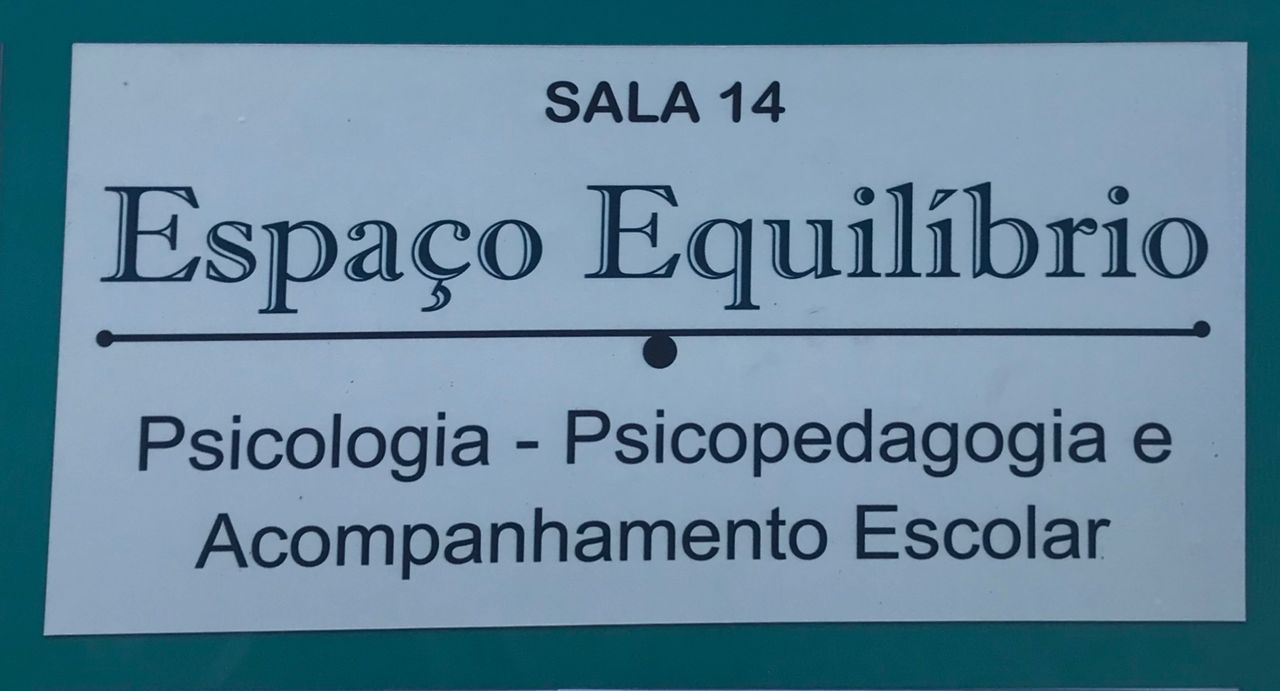 SALA 14
Espaço Equilíbrio
Psicologia - Psicopedagogia e
Acompanhamento Escolar